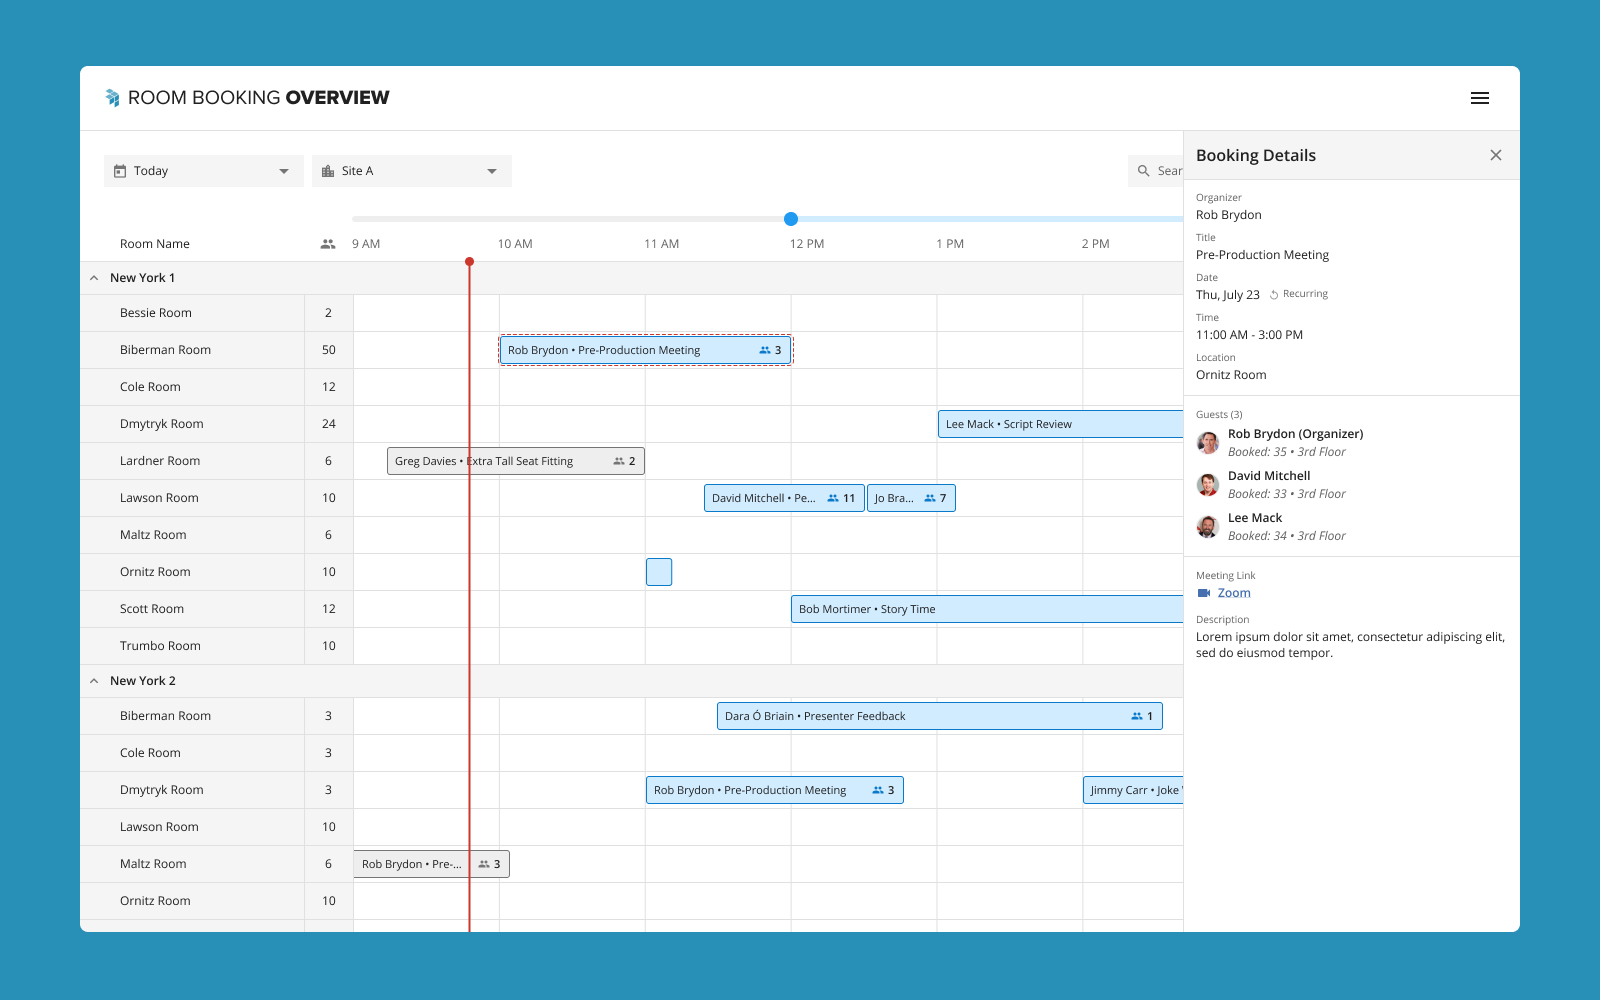 ROOM BOOKING OVERVIEW
Today
Site A
Sear
Room Name
9 AM
10 AM
11 AM
12 PM
1 PM
2 PM
New York 1
Bessie Room 2
Biberman Room 50
Rob Brydon • Pre-Production Meeting 3
Cole Room 12
Dmytryk Room 24
Lee Mack • Script Review
Lardner Room 6
Greg Davies • Extra Tall Seat Fitting 2
Lawson Room 10
David Mitchell • Pe... 11
Jo Bra... 7
Maltz Room 6
Ornitz Room 10
Scott Room 12
Bob Mortimer • Story Time
Trumbo Room 10
New York 2
Biberman Room 3
Dara Ó Briain • Presenter Feedback 1
Cole Room 3
Dmytryk Room 3
Rob Brydon • Pre-Production Meeting 3
Jimmy Carr • Joke
Lawson Room 10
Maltz Room 6
Rob Brydon • Pre-... 3
Ornitz Room 10
Booking Details
Organizer
Rob Brydon
Title
Pre-Production Meeting
Date
Thu, July 23 Recurring
Time
11:00 AM - 3:00 PM
Location
Ornitz Room
Guests (3)
Rob Brydon (Organizer)
Booked: 35 • 3rd Floor
David Mitchell
Booked: 33 • 3rd Floor
Lee Mack
Booked: 34 • 3rd Floor
Meeting Link
Zoom
Description
Lorem ipsum dolor sit amet, consectetur adipiscing elit,
sed do eiusmod tempor.